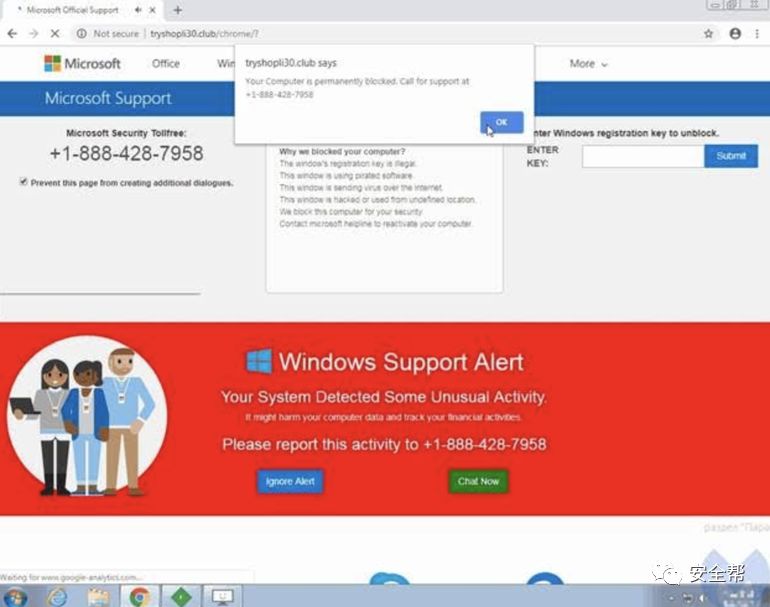 Microsoft Official Support
Not secure | tryshopli30.club/chrome/?
Microsoft
Office
Win
More
tryshopli30.club says
Your Computer is permanently blocked. Call for support at
+1-888-428-7958
OK
Microsoft Support
Microsoft Security Tollfree:
+1-888-428-7958
Prevent this page from creating additional dialogues.
Why we blocked your computer?
The window's registration key is illegal.
This window is using pirated software.
This window is sending virus over the internet.
This window is hacked or used from undefined location.
We block this computer for your security.
Contact microsoft helpline to reactivate your computer.
nter Windows registration key to unblock.
ENTER
KEY:
Submit
Windows Support Alert
Your System Detected Some Unusual Activity.
It might harm your computer data and track your financial activities.
Please report this activity to +1-888-428-7958
Ignore Alert
Chat Now
раздел "Пара
Waiting for www.google-analytics.com...
安全帮